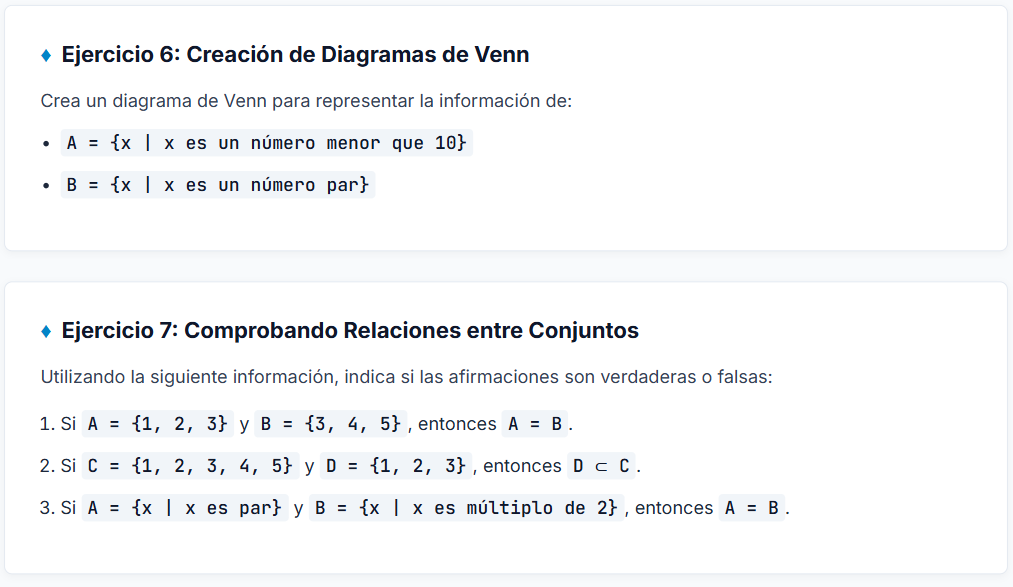 ♦ Ejercicio 6: Creación de Diagramas de Venn
Crea un diagrama de Venn para representar la información de:
• A = {x | x es un número menor que 10}
• B = {x | x es un número par}
♦ Ejercicio 7: Comprobando Relaciones entre Conjuntos
Utilizando la siguiente información, indica si las afirmaciones son verdaderas o falsas:
1. Si A = {1, 2, 3} y B = {3, 4, 5}, entonces A = B.
2. Si C = {1, 2, 3, 4, 5} y D = {1, 2, 3}, entonces D ⊂ C.
3. Si A = {x | x es par} y B = {x | x es múltiplo de 2}, entonces A = B.